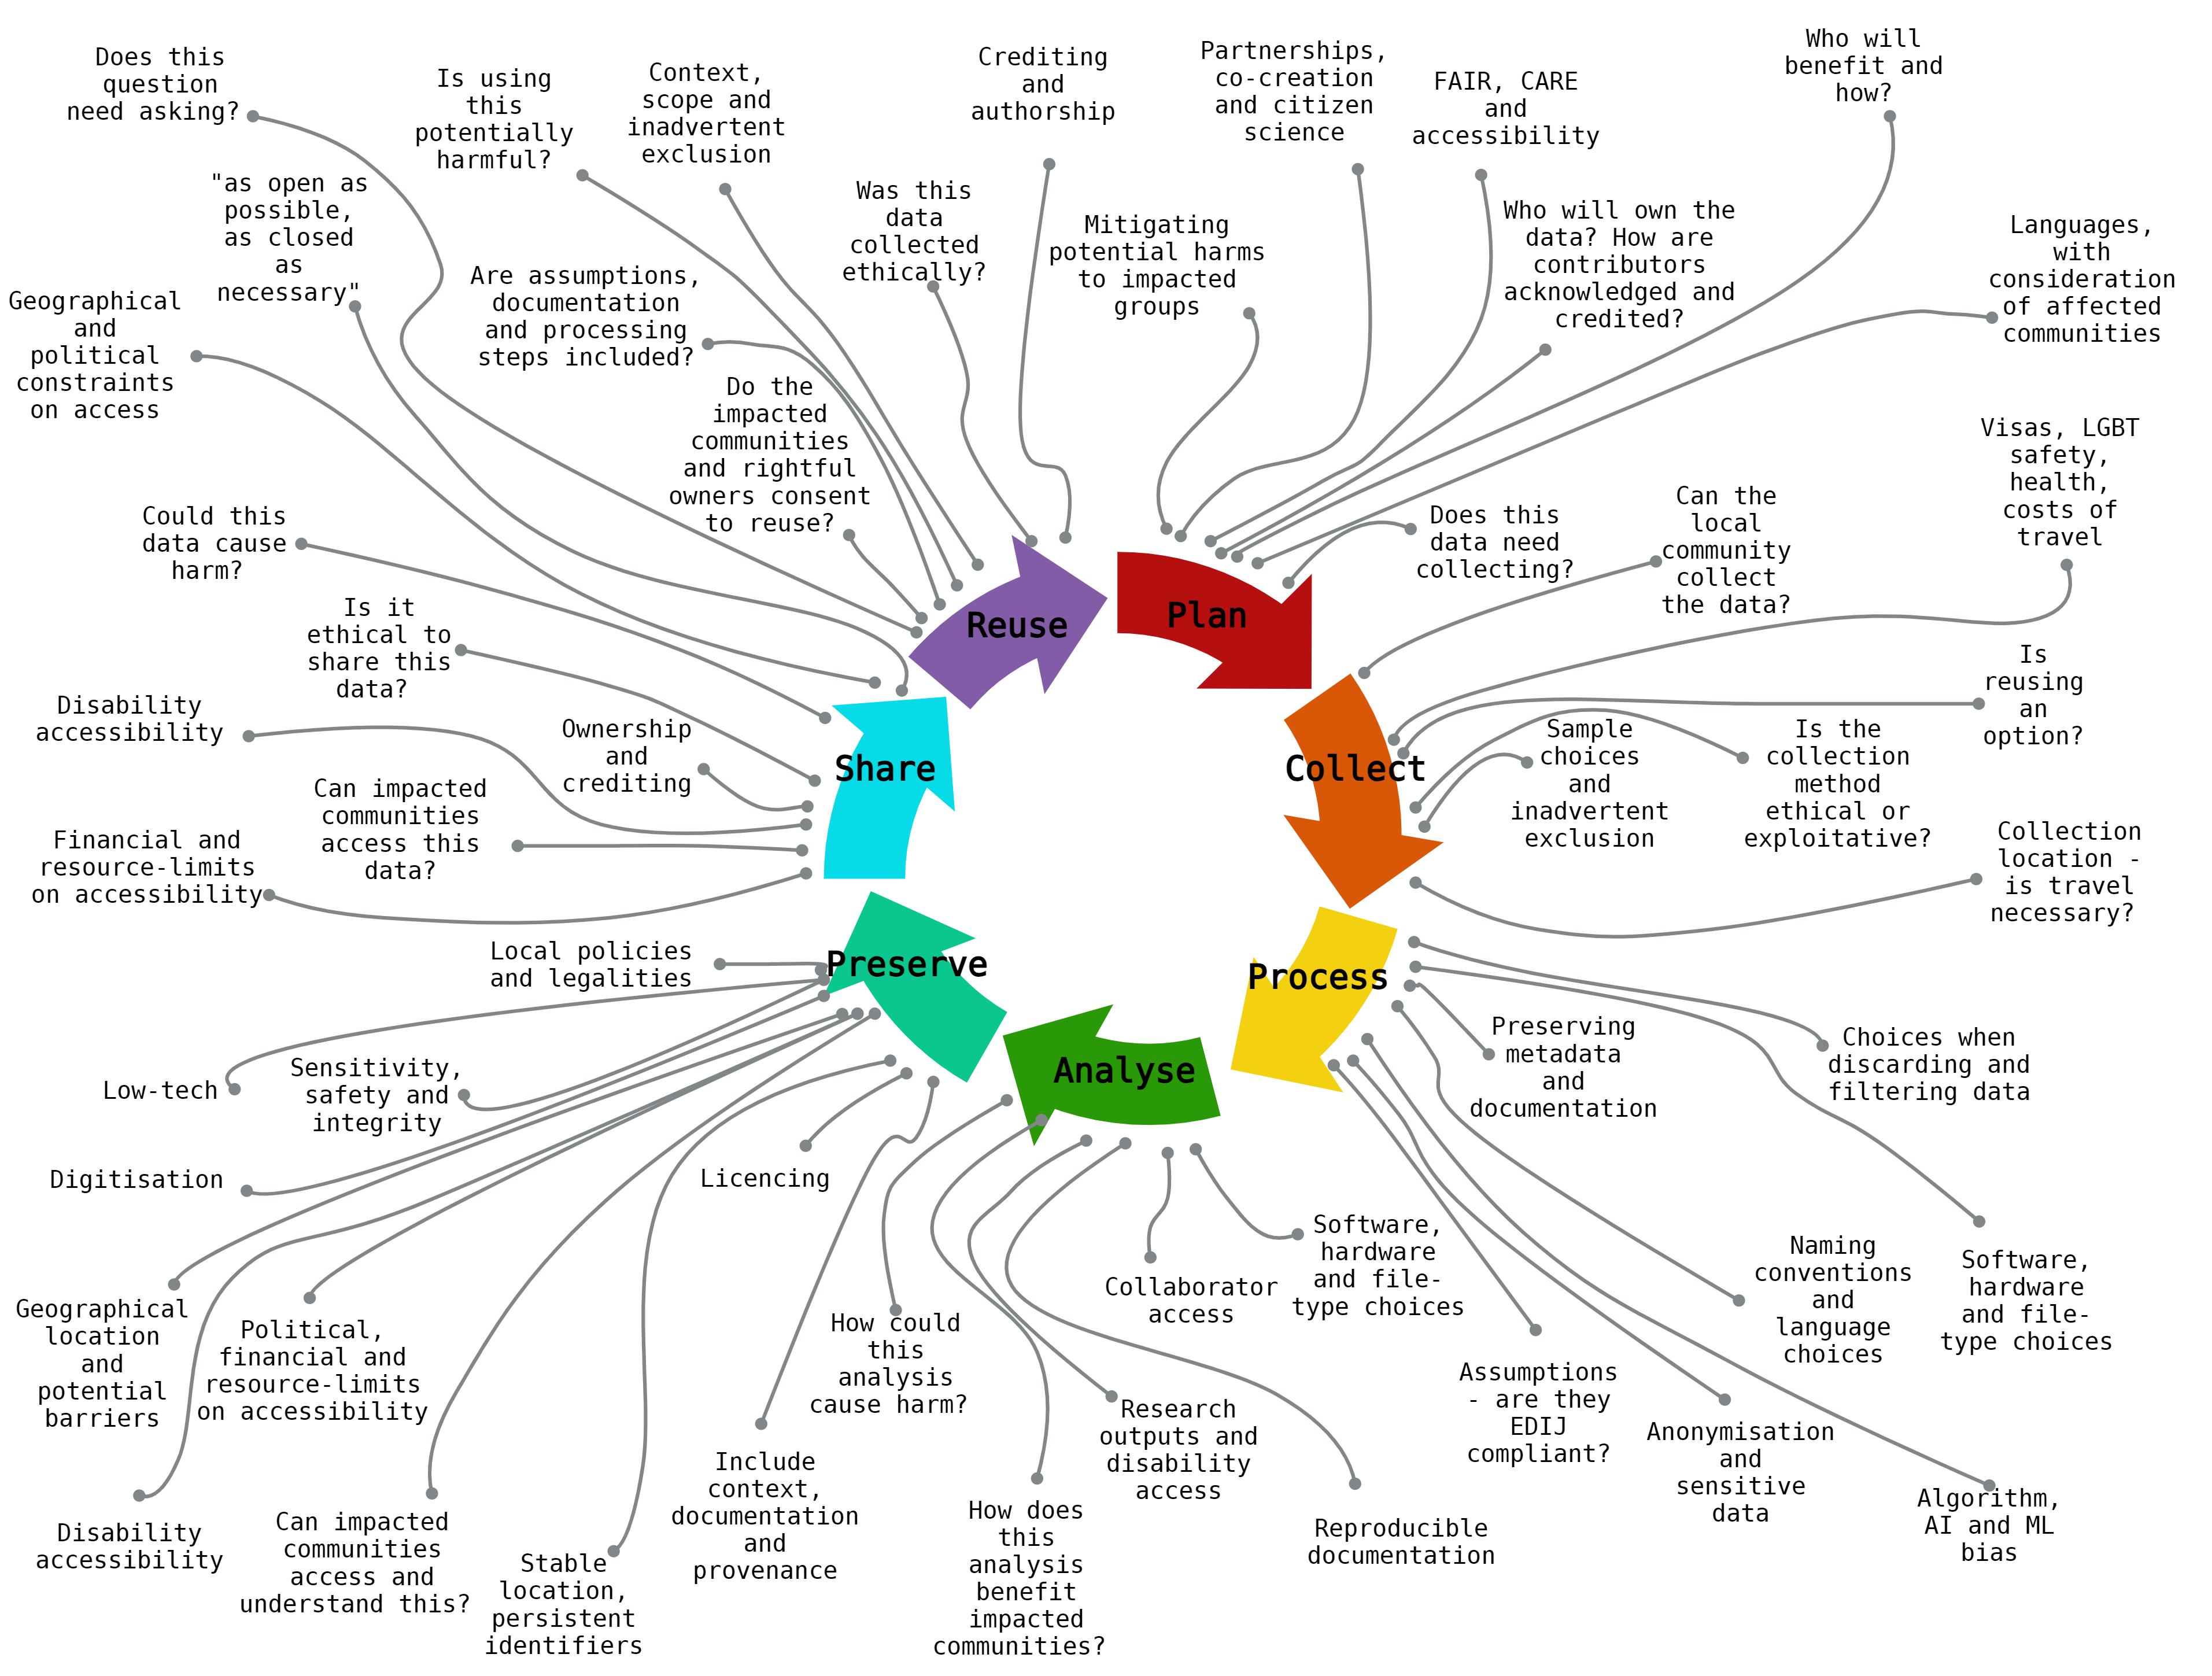 Does this
question
need asking?
Is using
this
potentially
harmful?
Context,
scope and
inadvertent
exclusion
Crediting
and
authorship
Partnerships,
co-creation
and citizen
science
FAIR, CARE
and
accessibility
Who will
benefit and
how?
"as open as
possible,
as closed
as
necessary"
Was this
data
collected
ethically?
Mitigating
potential harms
to impacted
groups
Who will own the
data? How are
contributors
acknowledged and
credited?
Languages,
with
consideration
of affected
communities
Geographical
and
political
constraints
on access
Are assumptions,
documentation
and processing
steps included?
Do the
impacted
communities
and rightful
owners consent
to reuse?
Visas, LGBT
safety,
health,
costs of
travel
Could this
data cause
harm?
Does this
data need
collecting?
Can the
local
community
collect
the data?
Is it
ethical to
share this
data?
Reuse
Plan
Is
reusing
an
option?
Disability
accessibility
Ownership
and
crediting
Share
Collect
Sample
choices
and
inadvertent
exclusion
Is the
collection
method
ethical or
exploitative?
Can impacted
communities
access this
data?
Financial and
resource-limits
on accessibility
Collection
location -
is travel
necessary?
Local policies
and legalities
Preserve
Process
Low-tech
Sensitivity,
safety and
integrity
Analyse
Preserving
metadata
and
documentation
Choices when
discarding and
filtering data
Digitisation
Licencing
Software,
hardware
and file-
type choices
Collaborator
access
Naming
conventions
and
language
choices
Software,
hardware
and file-
type choices
Geographical
location
and
potential
barriers
Political,
financial and
resource-limits
on accessibility
How could
this
analysis
cause harm?
Assumptions
- are they
EDIJ
compliant?
Research
outputs and
disability
access
Anonymisation
and
sensitive
data
Include
context,
documentation
and
provenance
Algorithm,
AI and ML
bias
Disability
accessibility
Can impacted
communities
access and
understand this?
Stable
location,
persistent
identifiers
How does
this
analysis
benefit
impacted
communities?
Reproducible
documentation